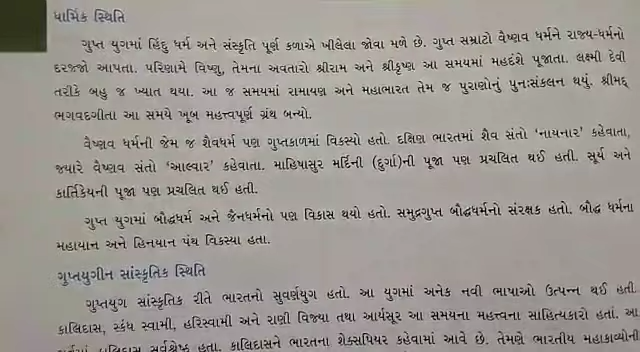 ધાર્મિક સ્થિતિ
ગુપ્ત યુગમાં હિંદુ ધર્મ અને સંસ્કૃતિ પૂર્ણ કળાએ ખીલેલા જોવા મળે છે. ગુપ્ત સમ્રાટો વૈષ્ણવ ધર્મને રાજ્ય-ધર્મનો
દરજ્જો આપતા. પરિણામે વિષ્ણુ, તેમના અવતારો શ્રીરામ અને શ્રીકૃષ્ણ આ સમયમાં મહદંશે પૂજાતા. લક્ષ્મી દેવી
તરીકે બહુ જ ખ્યાત થયા. આ જ સમયમાં રામાયણ અને મહાભારત તેમ જ પુરાણોનું પુનઃસંકલન થયું. શ્રીમદ્
ભગવદગીતા આ સમયે ખૂબ મહત્ત્વપૂર્ણ ગ્રંથ બન્યો.
વૈષ્ણવ ધર્મની જેમ જ શૈવધર્મ પણ ગુપ્તકાળમાં વિકસ્યો હતો. દક્ષિણ ભારતમાં શૈવ સંતો ‘નાયનાર’ કહેવાતા,
જ્યારે વૈષ્ણવ સંતો ‘આલ્વાર’ કહેવાતા. માહિષાસુર મર્દિની (દુર્ગા)ની પૂજા પણ પ્રચલિત થઈ હતી. સૂર્ય અને
કાર્તિકેયની પૂજા પણ પ્રચલિત થઈ હતી.
ગુપ્ત યુગમાં બૌદ્ધધર્મ અને જૈનધર્મનો પણ વિકાસ થયો હતો. સમુદ્રગુપ્ત બૌદ્ધધર્મનો સંરક્ષક હતો. બૌદ્ધ ધર્મના
મહાયાન અને હિનયાન પંથ વિકસ્યા હતા.
ગુપ્તયુગીન સાંસ્કૃતિક સ્થિતિ
ગુપ્તયુગ સાંસ્કૃતિક રીતે ભારતનો સુવર્ણયુગ હતો. આ યુગમાં અનેક નવી ભાષાઓ ઉત્પન્ન થઈ હતી.
કાલિદાસ, સ્કંધ સ્વામી, હરિસ્વામી અને રાણી વિજ્યા તથા આર્યસૂર આ સમયના મહત્ત્વના સાહિત્યકારો હતાં. આ
સર્વશ્રેષ્ઠ હતા. કાલિદાસને ભારતના શેક્સપિયર કહેવામાં આવે છે. તેમણે ભારતીય મહાકાવ્યોની